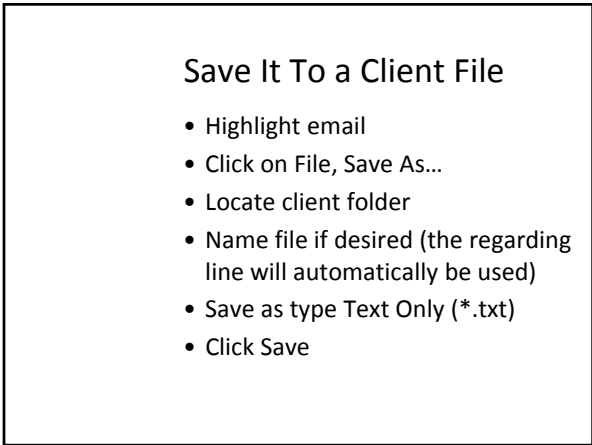 Save It To a Client File
• Highlight email
• Click on File, Save As…
• Locate client folder
• Name file if desired (the regarding
line will automatically be used)
• Save as type Text Only (*.txt)
• Click Save